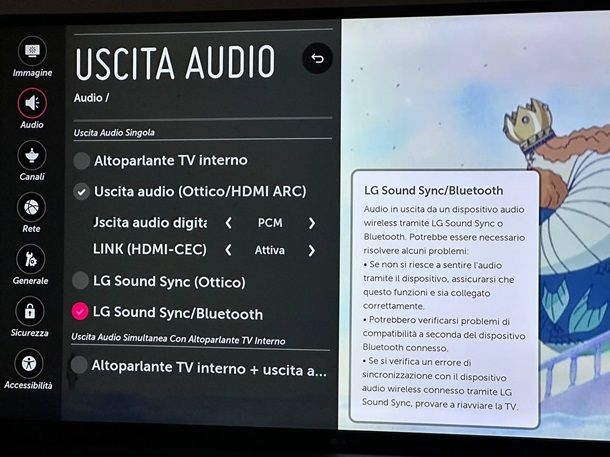 USCITA AUDIO
Immagine
Audio /
Audio
Uscita Audio Singola
Altoparlante TV interno
Canali
Uscita audio (Ottico/HDMI ARC)
Jscita audio digita
PCM
Rete
LINK (HDMI-CEC)
Attiva
Generale
LG Sound Sync (Ottico)
LG Sound Sync/Bluetooth
Sicurezza
Uscita Audio Simultanea Con Altoparlante TV Interno
Accessibilità
Altoparlante TV interno + uscita a...
LG Sound Sync/Bluetooth
Audio in uscita da un dispositivo audio
wireless tramite LG Sound Sync o
Bluetooth. Potrebbe essere necessario
risolvere alcuni problemi:
• Se non si riesce a sentire l'audio
tramite il dispositivo, assicurarsi che
questo funzioni e sia collegato
correttamente.
• Potrebbero verificarsi problemi di
compatibilità a seconda del dispositivo
Bluetooth connesso.
• Se si verifica un errore di
sincronizzazione con il dispositivo
audio wireless connesso tramite LG
Sound Sync, provare a riavviare la TV.
LG